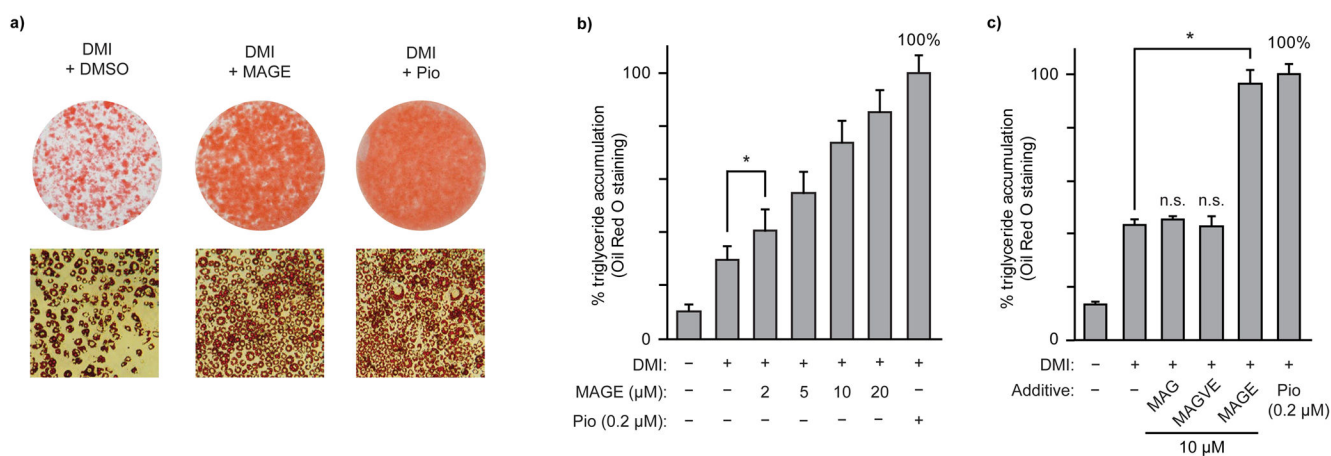 a)
DMI
+ DMSO
DMI
+ MAGE
DMI
+ Pio
b)
% triglyceride accumulation
(Oil Red O staining)
100
0
*
100%
DMI: – + + + + + +
MAGE (μM): – – 2 5 10 20 –
Pio (0.2 μM): – – – – – – +
c)
% triglyceride accumulation
(Oil Red O staining)
100
0
*
n.s.
n.s.
100%
DMI: – + + + + +
Additive: – – MAG MAGVE MAGE Pio
(0.2 μM)
10 μM